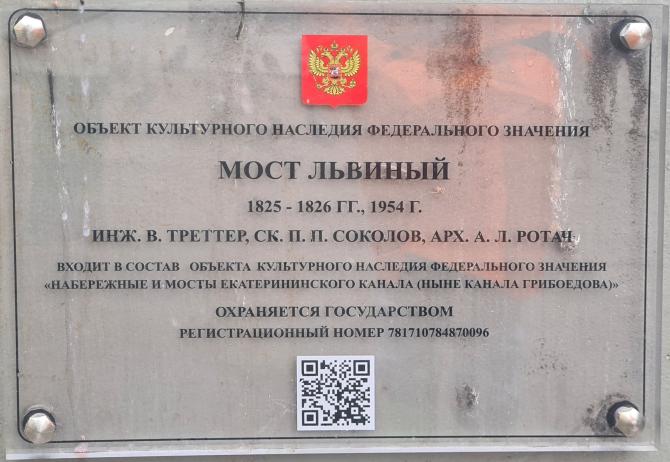 ОБЪЕКТ КУЛЬТУРНОГО НАСЛЕДИЯ ФЕДЕРАЛЬНОГО ЗНАЧЕНИЯ
МОСТ ЛЬВИНЫЙ
1825 - 1826 ГГ., 1954 Г.
ИНЖ. В. ТРЕТТЕР, СК. П. П. СОКОЛОВ, АРХ. А. Л. РОТАЧ
ВХОДИТ В СОСТАВ ОБЪЕКТА КУЛЬТУРНОГО НАСЛЕДИЯ ФЕДЕРАЛЬНОГО ЗНАЧЕНИЯ
«НАБЕРЕЖНЫЕ И МОСТЫ ЕКАТЕРИНИНСКОГО КАНАЛА (НЫНЕ КАНАЛА ГРИБОЕДОВА)»
ОХРАНЯЕТСЯ ГОСУДАРСТВОМ
РЕГИСТРАЦИОННЫЙ НОМЕР 781710784870096